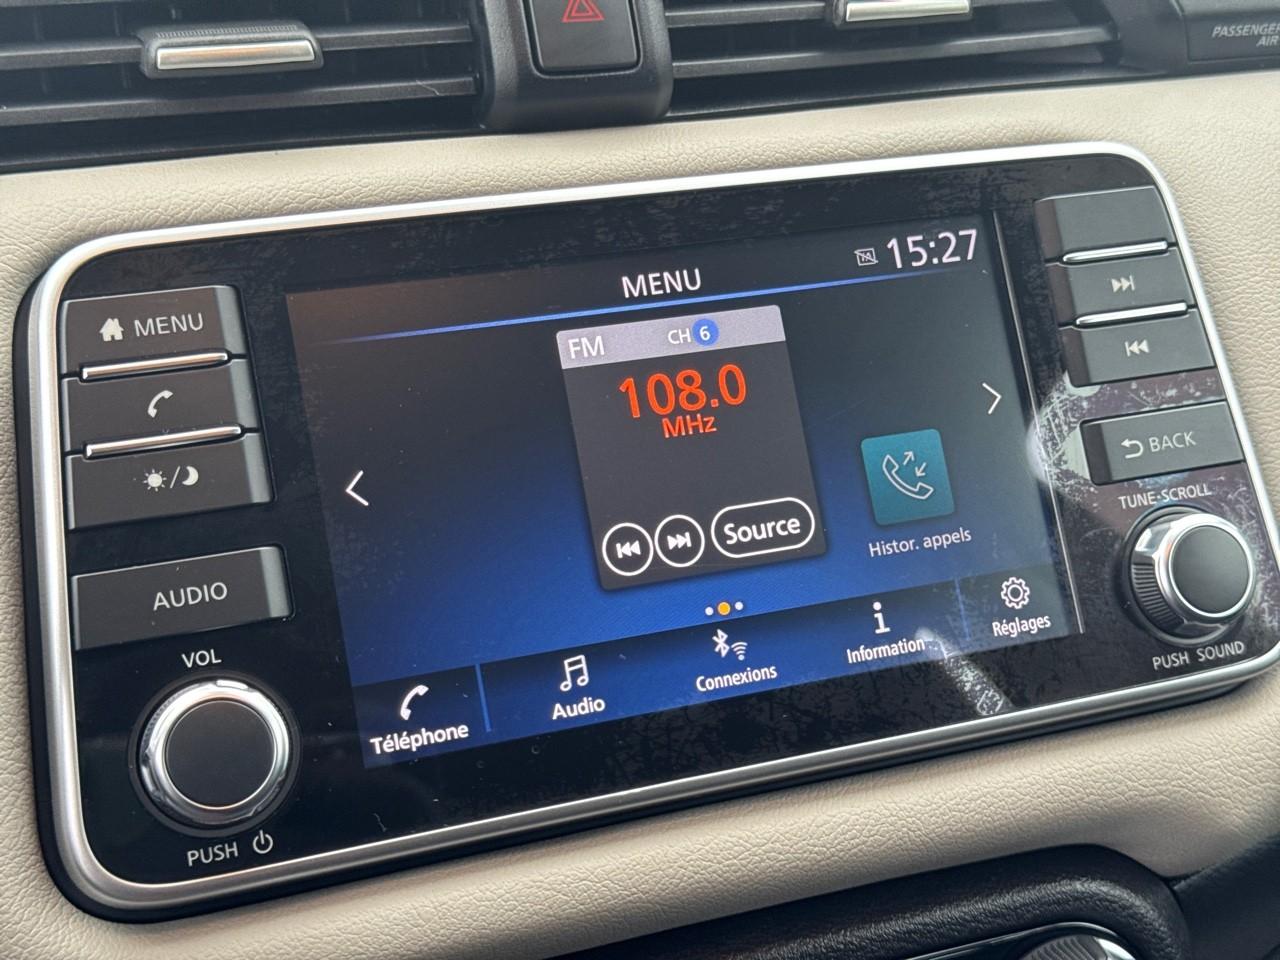 PASSENGER
AIR
15:27
MENU
MENU
FM
CH 6
108.0
MHz
Source
BACK
TUNE·SCROLL
Histor. appels
AUDIO
VOL
Téléphone
Audio
Connexions
Information
Réglages
PUSH SOUND
PUSH